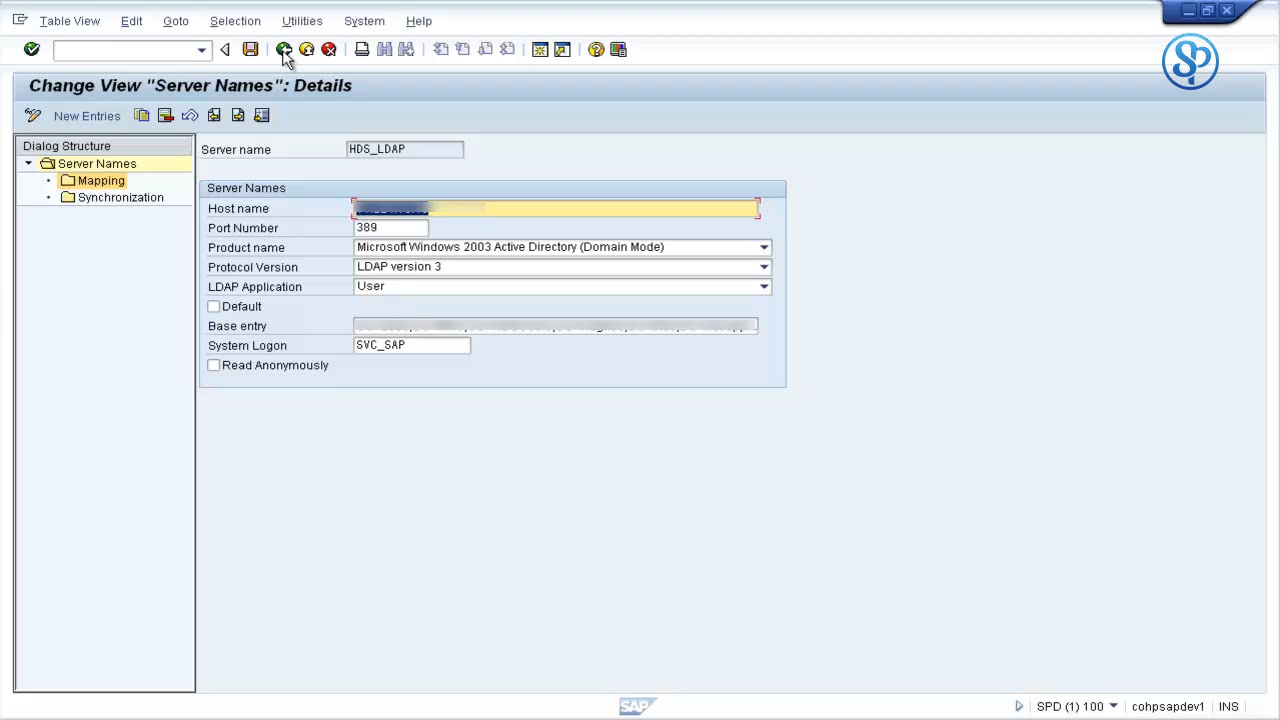 Table View Edit Goto Selection Utilities System Help
SP
Change View "Server Names": Details
New Entries
Dialog Structure
Server Names
Mapping
Synchronization
Server name HDS_LDAP
Server Names
Host name
Port Number 389
Product name Microsoft Windows 2003 Active Directory (Domain Mode)
Protocol Version LDAP version 3
LDAP Application User
Default
Base entry
System Logon SVC_SAP
Read Anonymously
SAP
SPD (1) 100 cohpsapdev1 INS